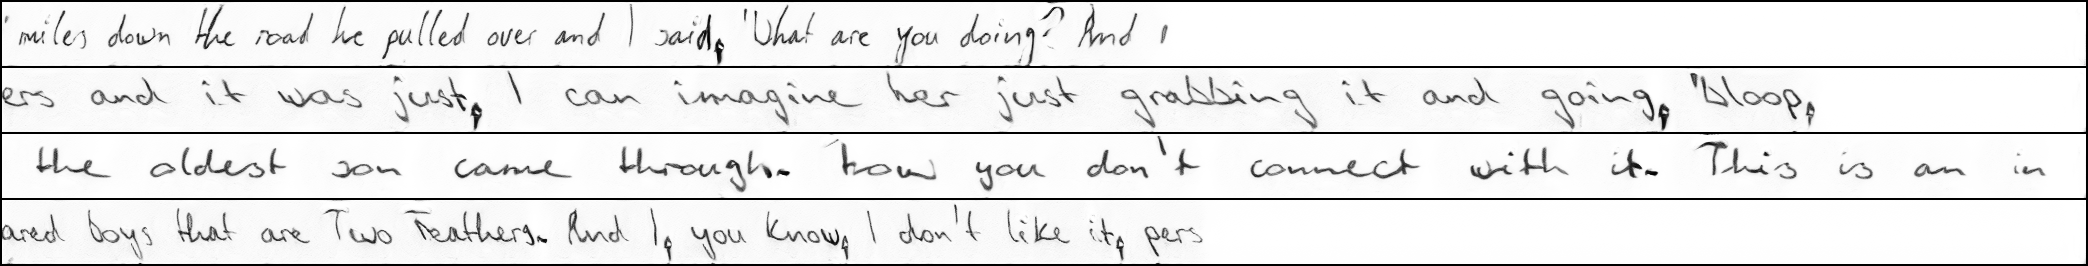 'miles down the road he pulled over and I said, 'What are you doing?' And I
ers and it was just, I can imagine her just grabbing it and going, 'bloop,
the oldest son came through. how you don't connect with it. This is an in
ared boys that are Two Feathers. And I, you know, I don't like it, pers